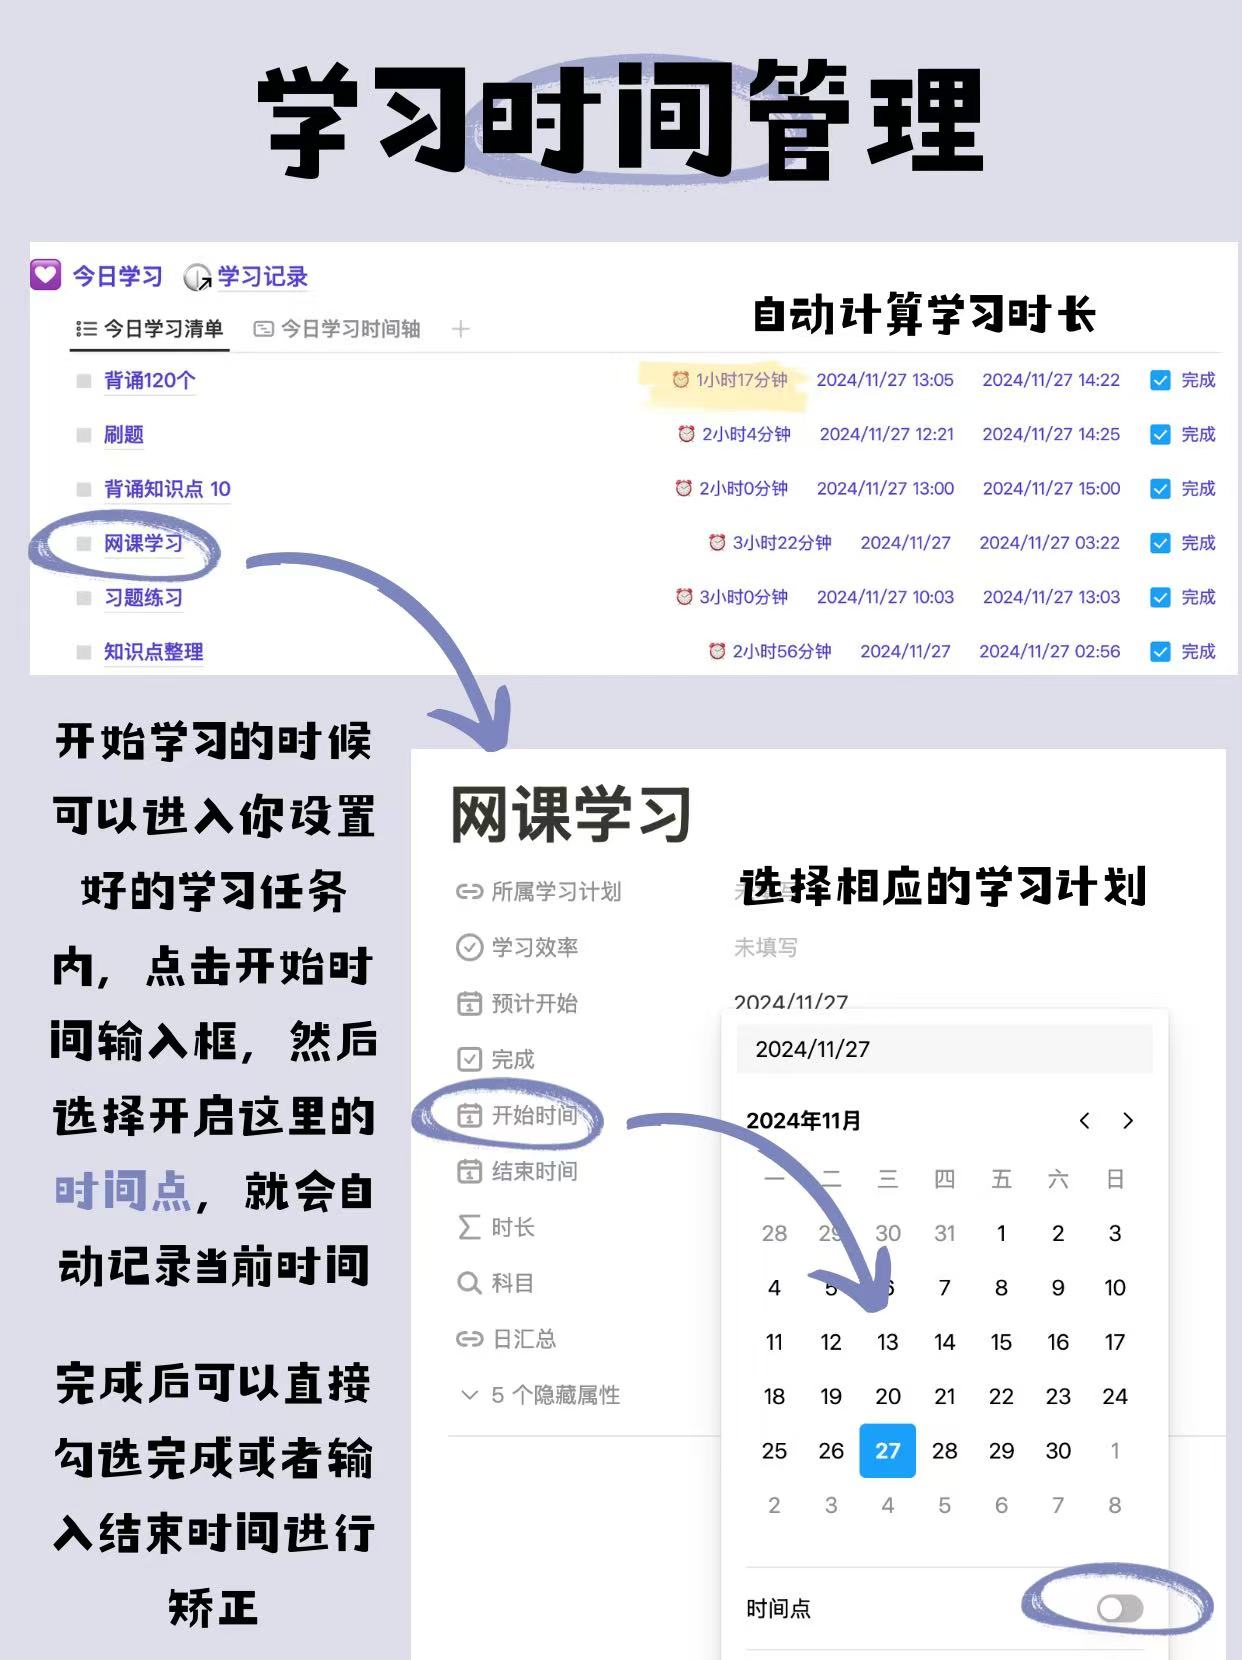 学习时间管理
今日学习 学习记录
今日学习清单 今日学习时间轴
自动计算学习时长
背诵120个 1小时17分钟 2024/11/27 13:05 2024/11/27 14:22 完成
刷题 2小时4分钟 2024/11/27 12:21 2024/11/27 14:25 完成
背诵知识点 10 2小时0分钟 2024/11/27 13:00 2024/11/27 15:00 完成
网课学习 3小时22分钟 2024/11/27 2024/11/27 03:22 完成
习题练习 3小时0分钟 2024/11/27 10:03 2024/11/27 13:03 完成
知识点整理 2小时56分钟 2024/11/27 2024/11/27 02:56 完成
开始学习的时候
可以进入你设置
好的学习任务
内，点击开始时
间输入框，然后
选择开启这里的
时间点，就会自
动记录当前时间
完成后可以直接
勾选完成或者输
入结束时间进行
矫正
网课学习
所属学习计划
选择相应的学习计划
学习效率 未填写
预计开始 2024/11/27
完成
开始时间
结束时间
时长
科目
日汇总
5 个隐藏属性
2024/11/27
2024年11月
一 二 三 四 五 六 日
28 29 30 31 1 2 3
4 5 6 7 8 9 10
11 12 13 14 15 16 17
18 19 20 21 22 23 24
25 26 27 28 29 30 1
2 3 4 5 6 7 8
时间点